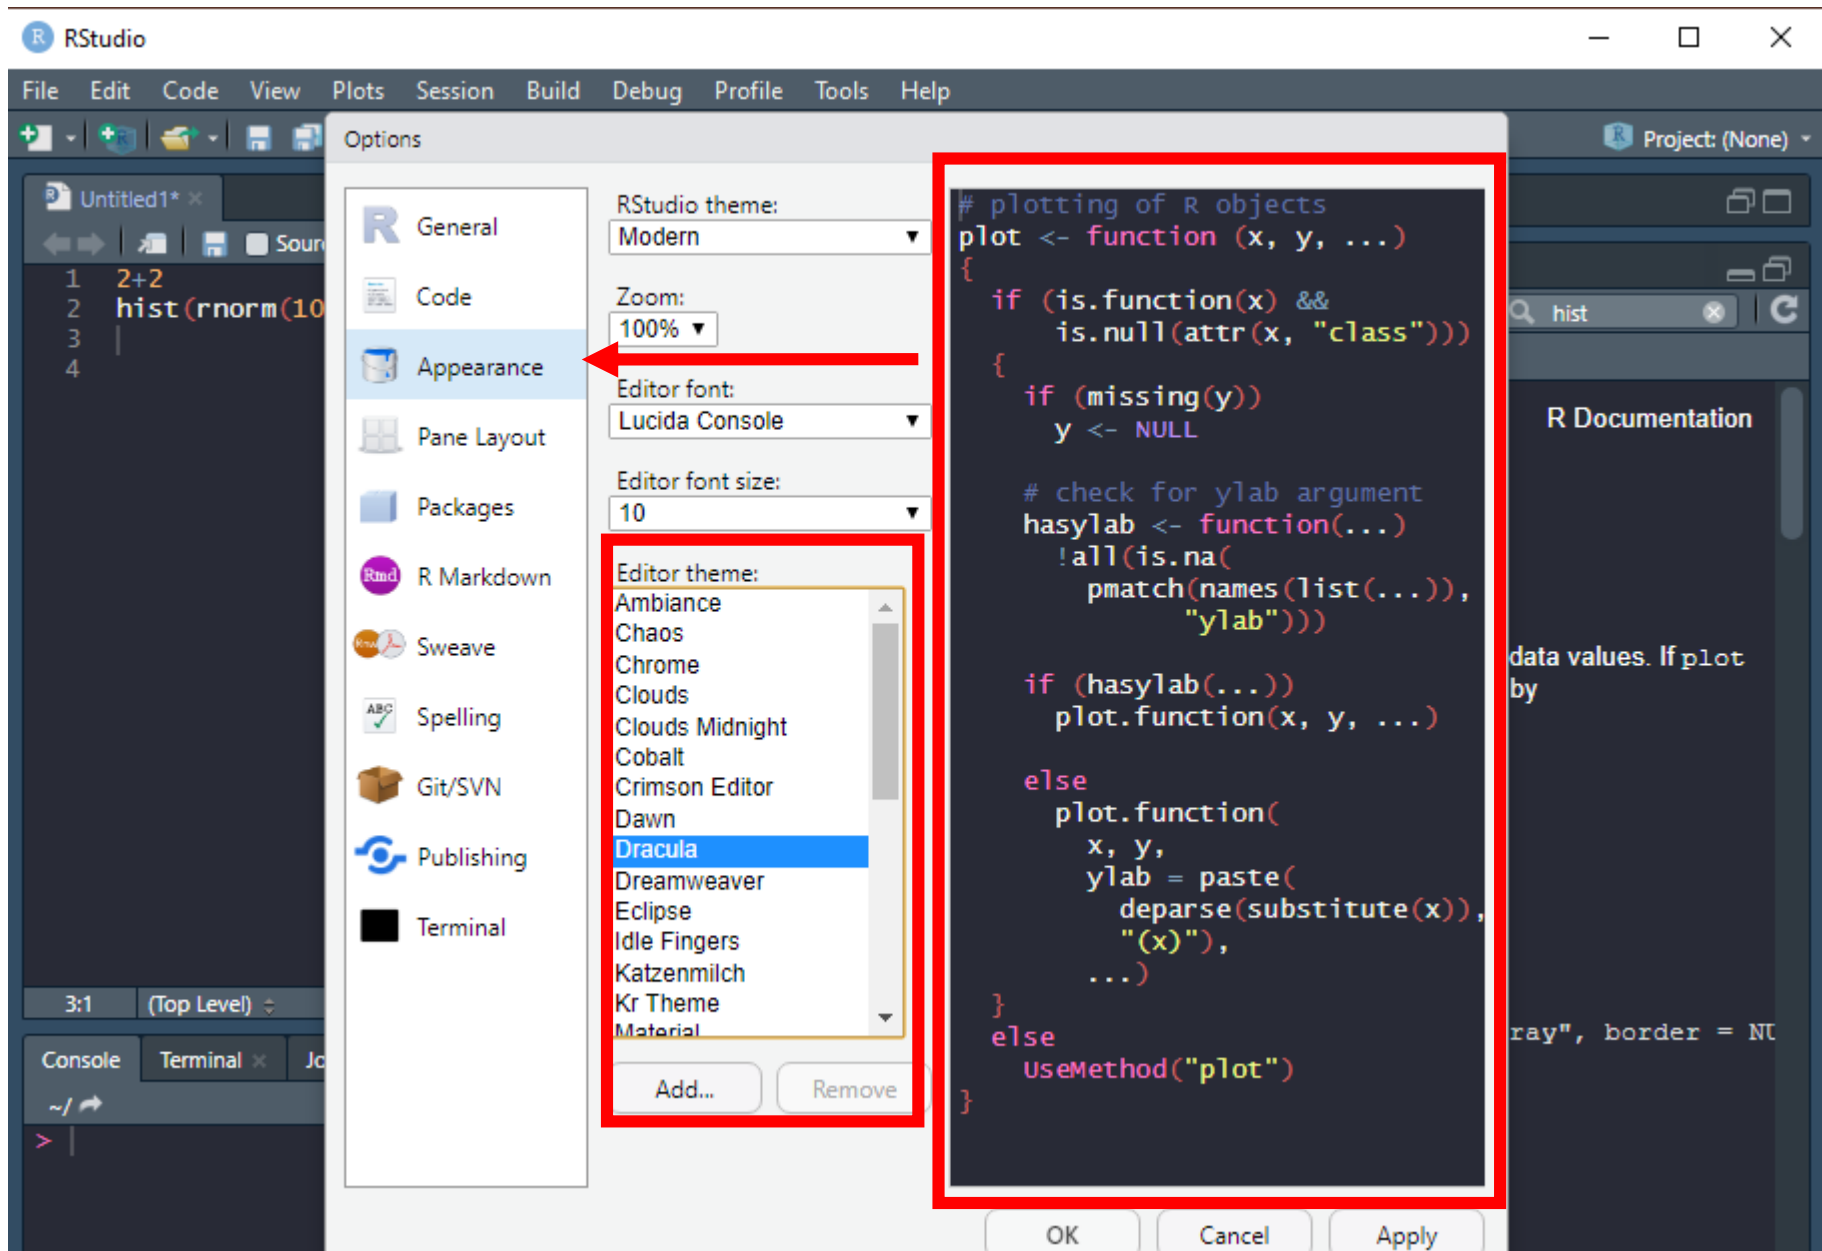 RStudio
File Edit Code View Plots Session Build Debug Profile Tools Help
Project: (None)
Untitled1*
1 2+2
2 hist(rnorm(10
3
4
3:1 (Top Level)
Console Terminal
~/
>
Options
General
Code
Appearance
Pane Layout
Packages
Rmd R Markdown
Sweave
ABC Spelling
Git/SVN
Publishing
Terminal
RStudio theme:
Modern
Zoom:
100%
Editor font:
Lucida Console
Editor font size:
10
Editor theme:
Ambiance
Chaos
Chrome
Clouds
Clouds Midnight
Cobalt
Crimson Editor
Dawn
Dracula
Dreamweaver
Eclipse
Idle Fingers
Katzenmilch
Kr Theme
Material
Add... Remove
# plotting of R objects
plot <- function (x, y, ...)
{
  if (is.function(x) &&
      is.null(attr(x, "class")))
  {
    if (missing(y))
      y <- NULL
    # check for ylab argument
    hasylab <- function(...)
      !all(is.na(
        pmatch(names(list(...)),
              "ylab")))
    if (hasylab(...))
      plot.function(x, y, ...)
    else
      plot.function(
        x, y,
        ylab = paste(
          deparse(substitute(x)),
          "(x)"),
        ...)
  }
  else
    UseMethod("plot")
}
OK Cancel Apply
hist
R Documentation
data values. If plot
by
ray", border = NU